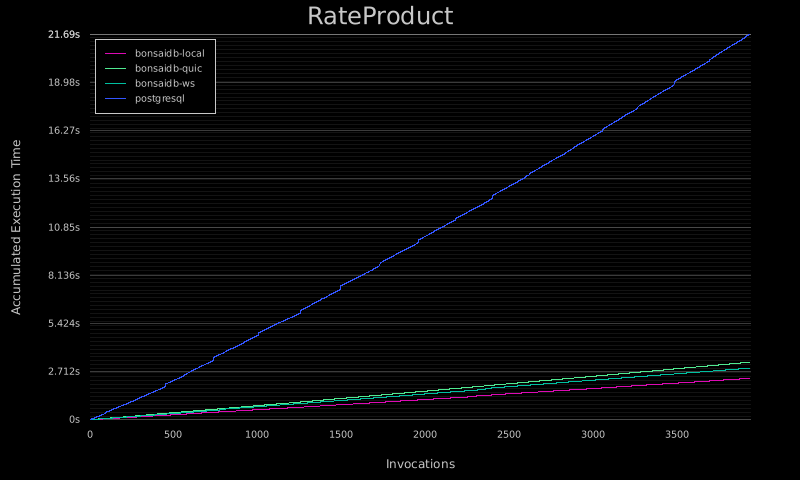 RateProduct
21.69s
18.98s
16.27s
13.56s
10.85s
8.136s
5.424s
2.712s
0s
Accumulated Execution Time
bonsaidb-local
bonsaidb-quic
bonsaidb-ws
postgresql
0 500 1000 1500 2000 2500 3000 3500
Invocations